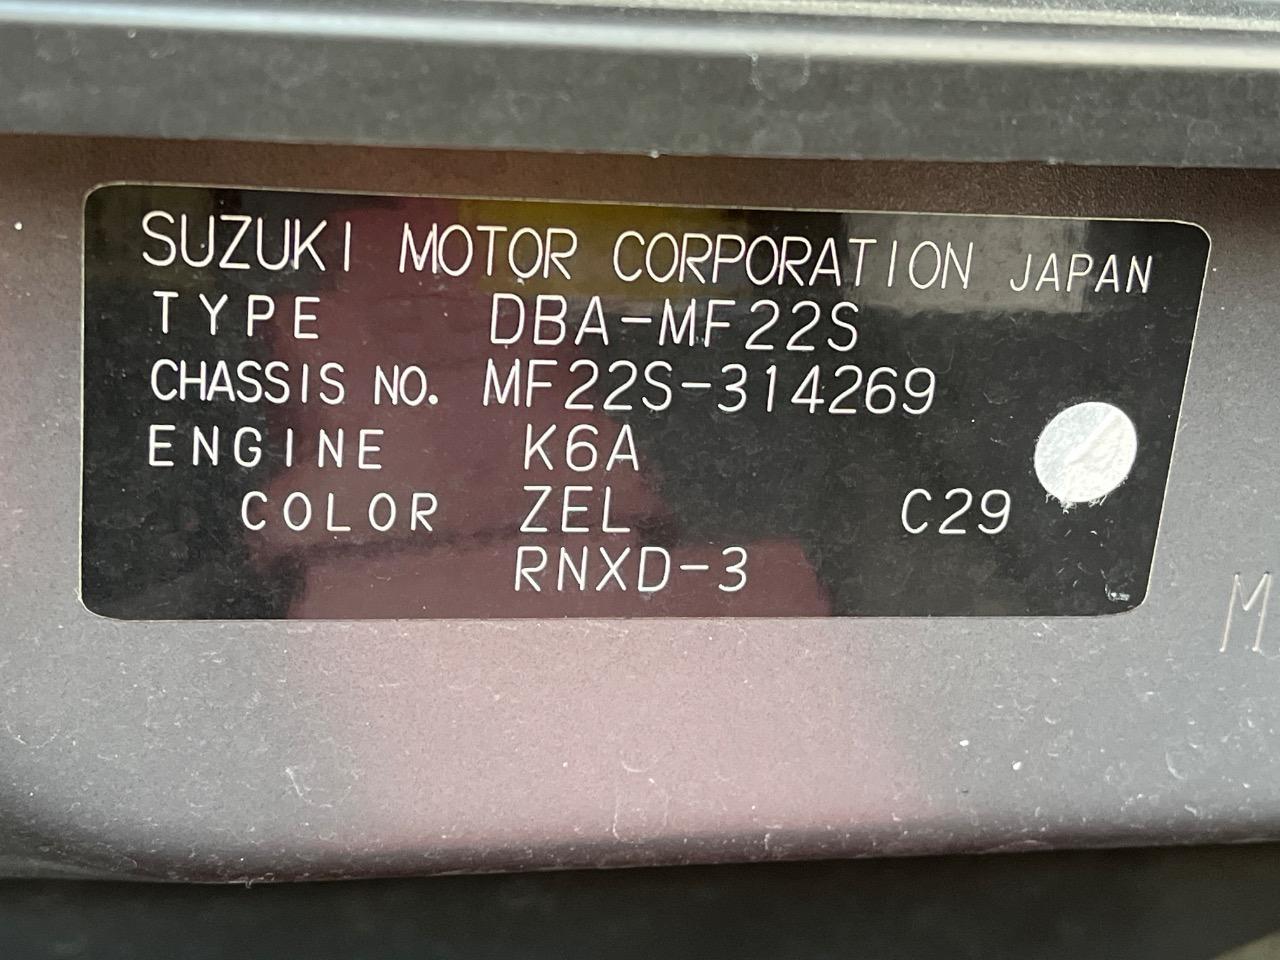 SUZUKI MOTOR CORPORATION JAPAN
TYPE DBA-MF22S
CHASSIS NO. MF22S-314269
ENGINE K6A
COLOR ZEL C29
RNXD-3
M